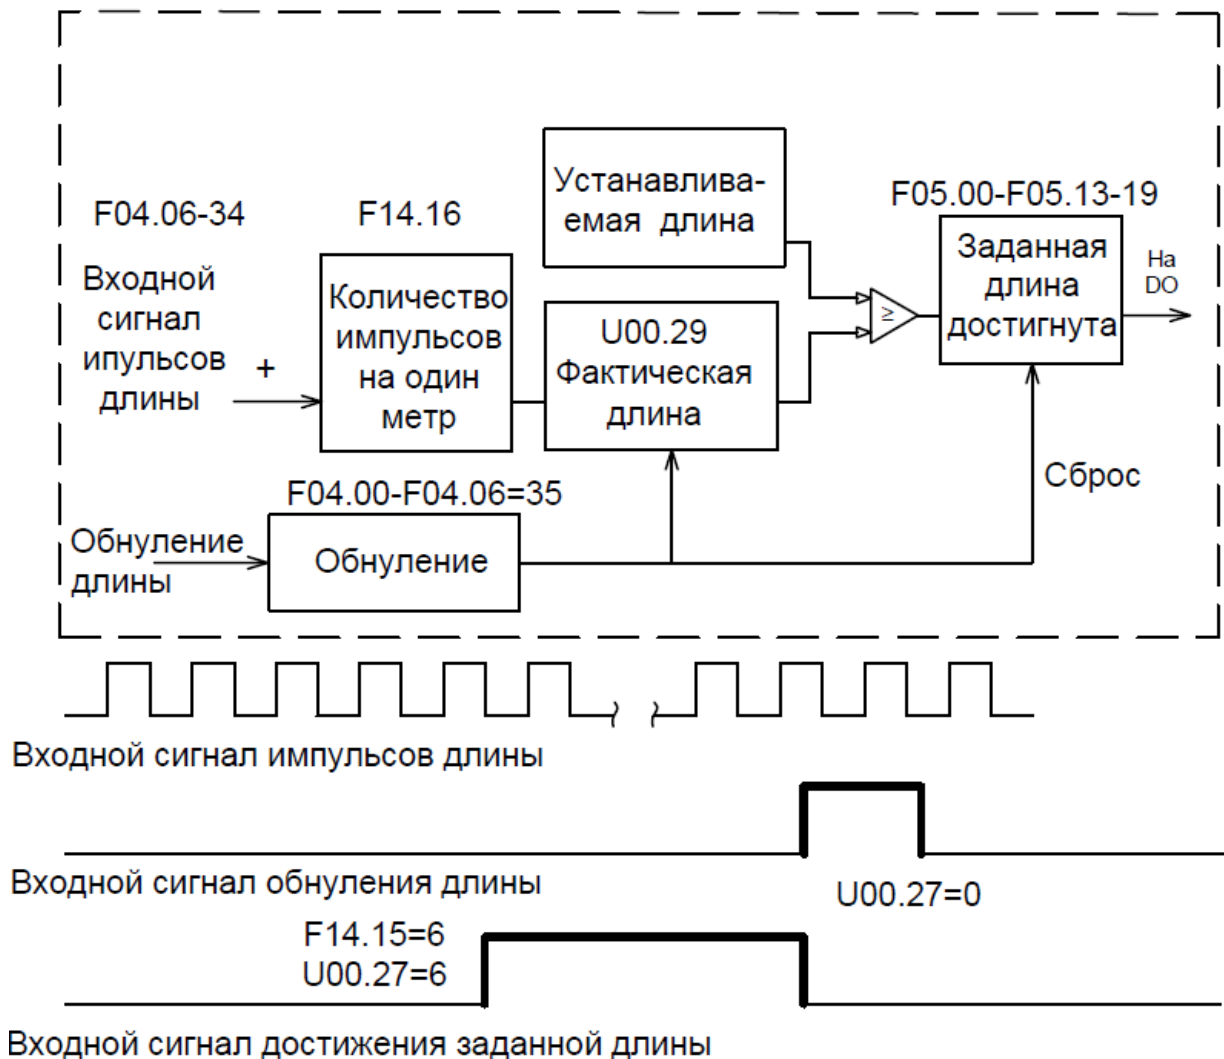 F04.06-34
Входной
сигнал
ипульсов
длины
+
F14.16
Количество
импульсов
на один
метр
Устанавлива-
емая длина
U00.29
Фактическая
длина
≥
F05.00-F05.13-19
Заданная
длина
достигнута
На
DO
Сброс
F04.00-F04.06=35
Обнуление
длины
Обнуление
Входной сигнал импульсов длины
Входной сигнал обнуления длины
U00.27=0
F14.15=6
U00.27=6
Входной сигнал достижения заданной длины